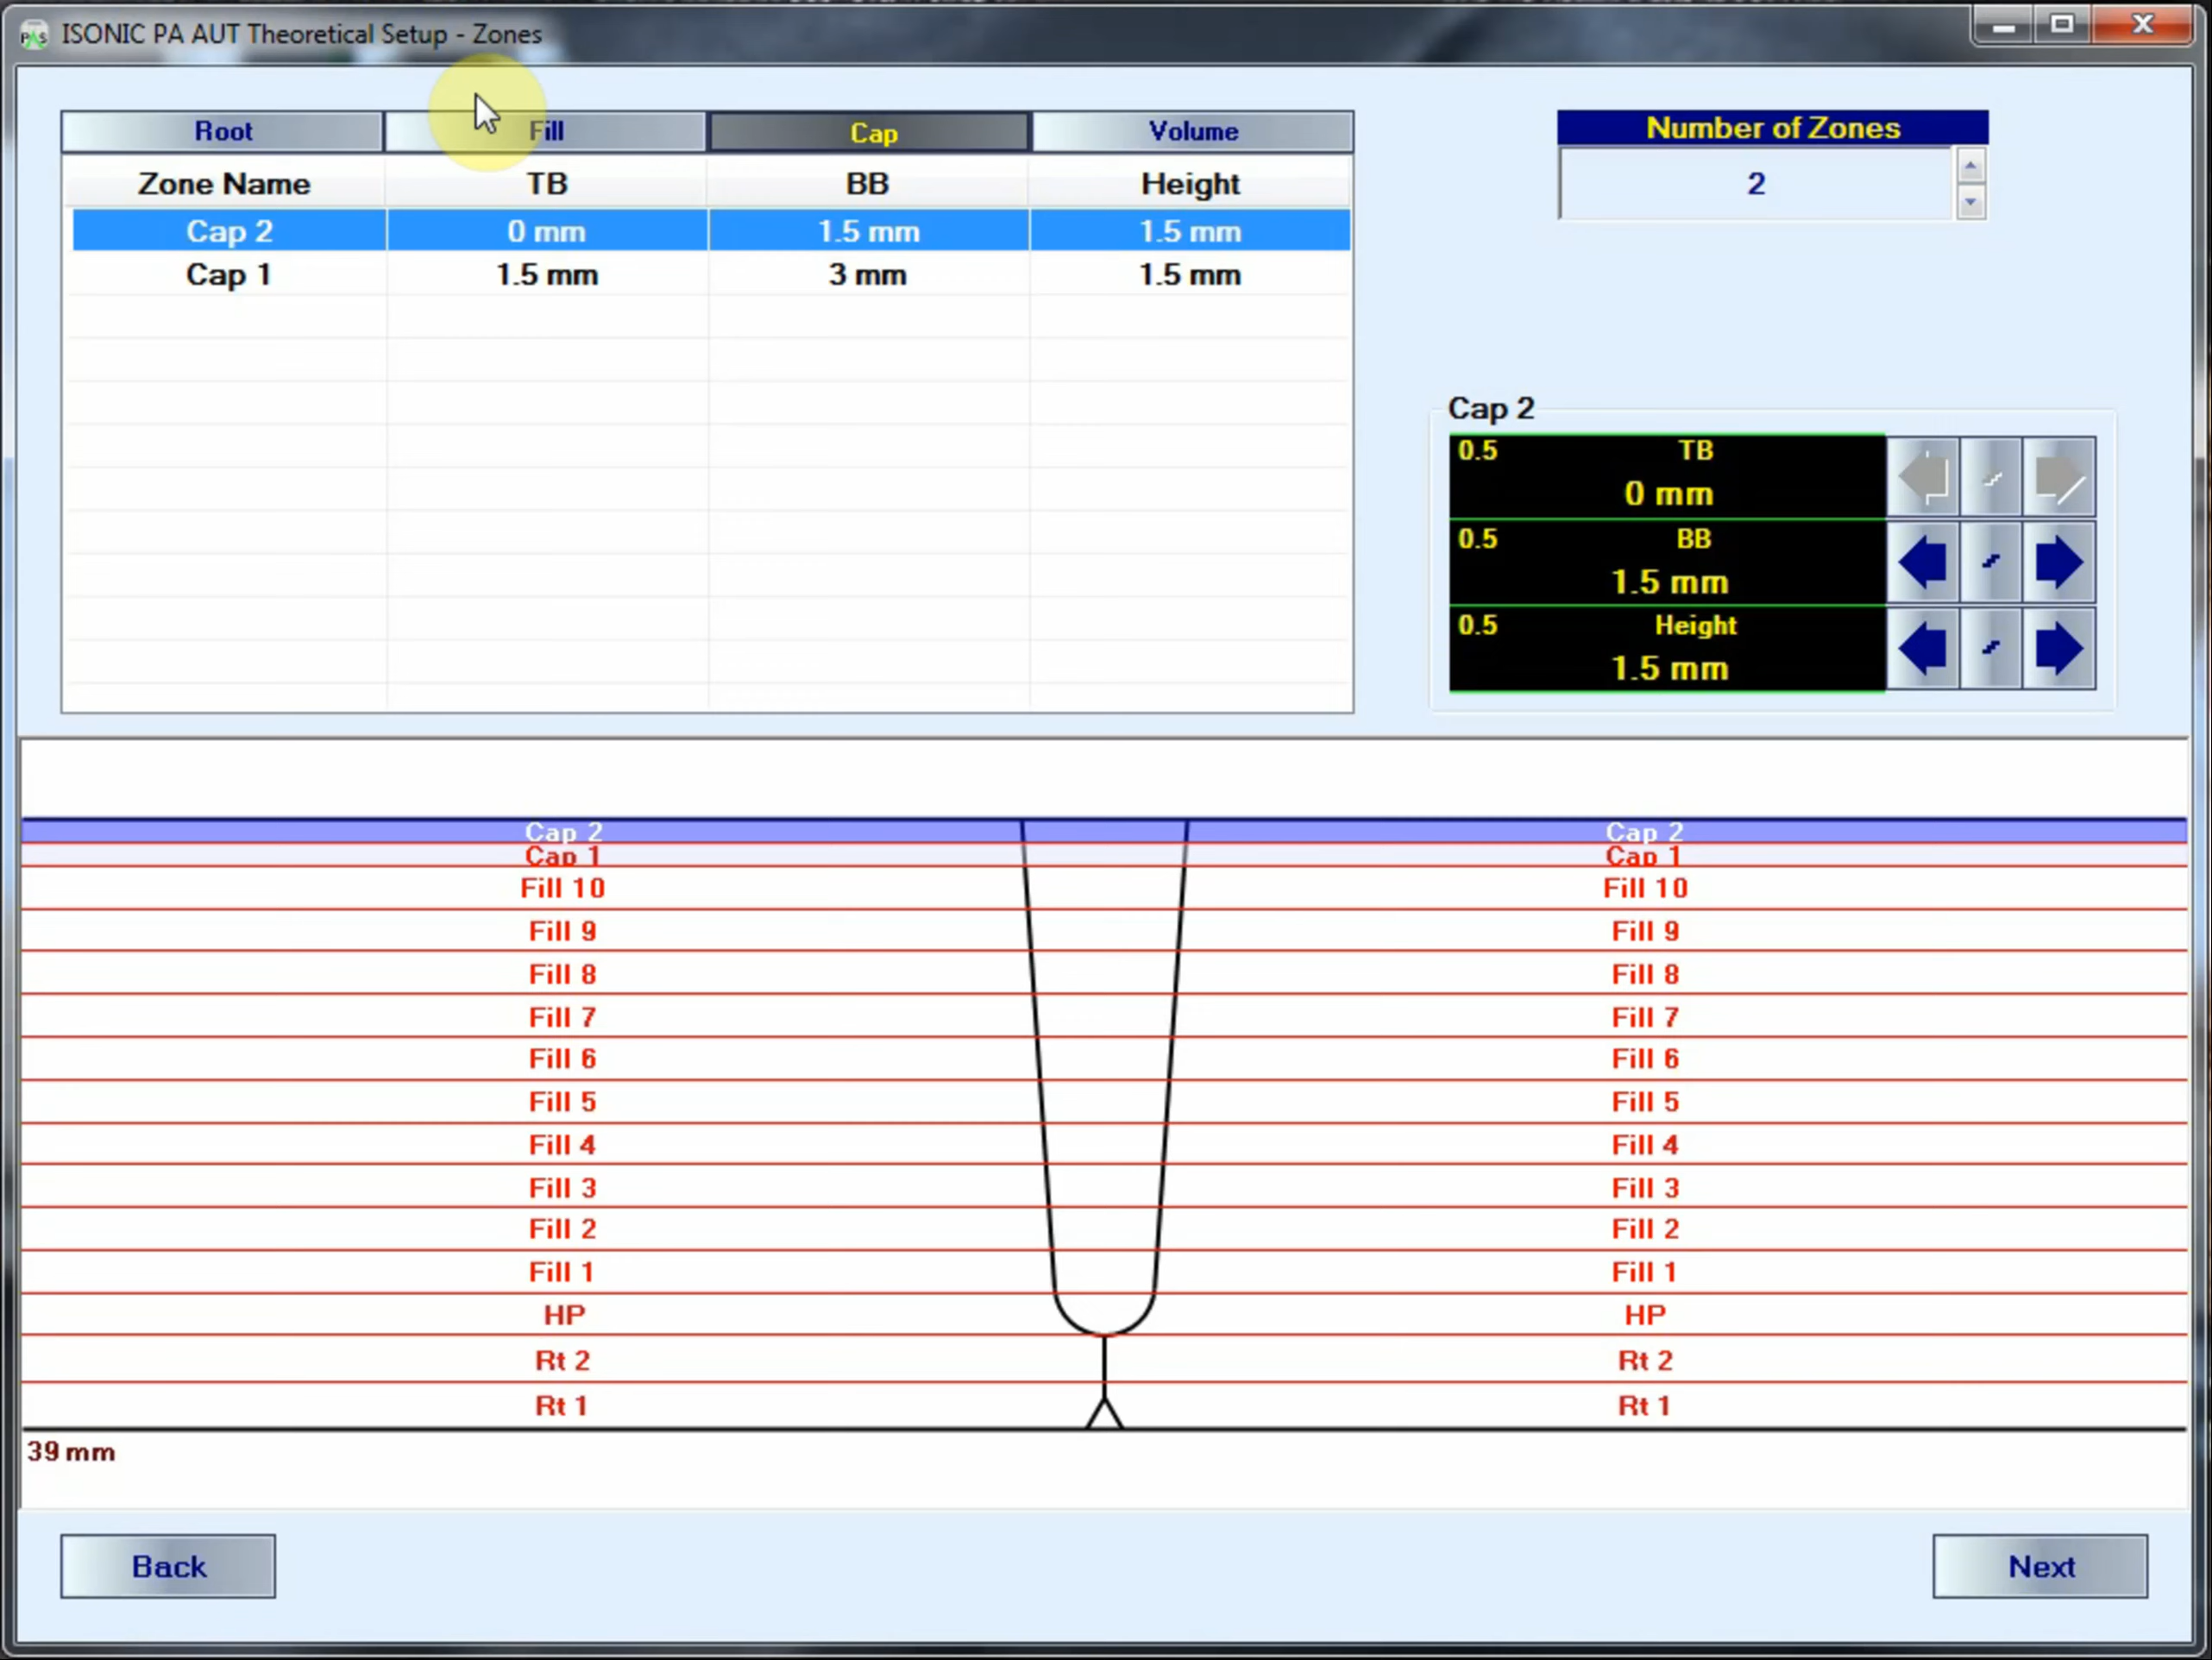 ISONIC PA AUT Theoretical Setup - Zones
Root Fill Cap Volume
Zone Name TB BB Height
Cap 2 0 mm 1.5 mm 1.5 mm
Cap 1 1.5 mm 3 mm 1.5 mm
Number of Zones
2
Cap 2
0.5 TB
0 mm
0.5 BB
1.5 mm
0.5 Height
1.5 mm
Cap 2 Cap 2
Cap 1 Cap 1
Fill 10 Fill 10
Fill 9 Fill 9
Fill 8 Fill 8
Fill 7 Fill 7
Fill 6 Fill 6
Fill 5 Fill 5
Fill 4 Fill 4
Fill 3 Fill 3
Fill 2 Fill 2
Fill 1 Fill 1
HP HP
Rt 2 Rt 2
Rt 1 Rt 1
39 mm
Back Next